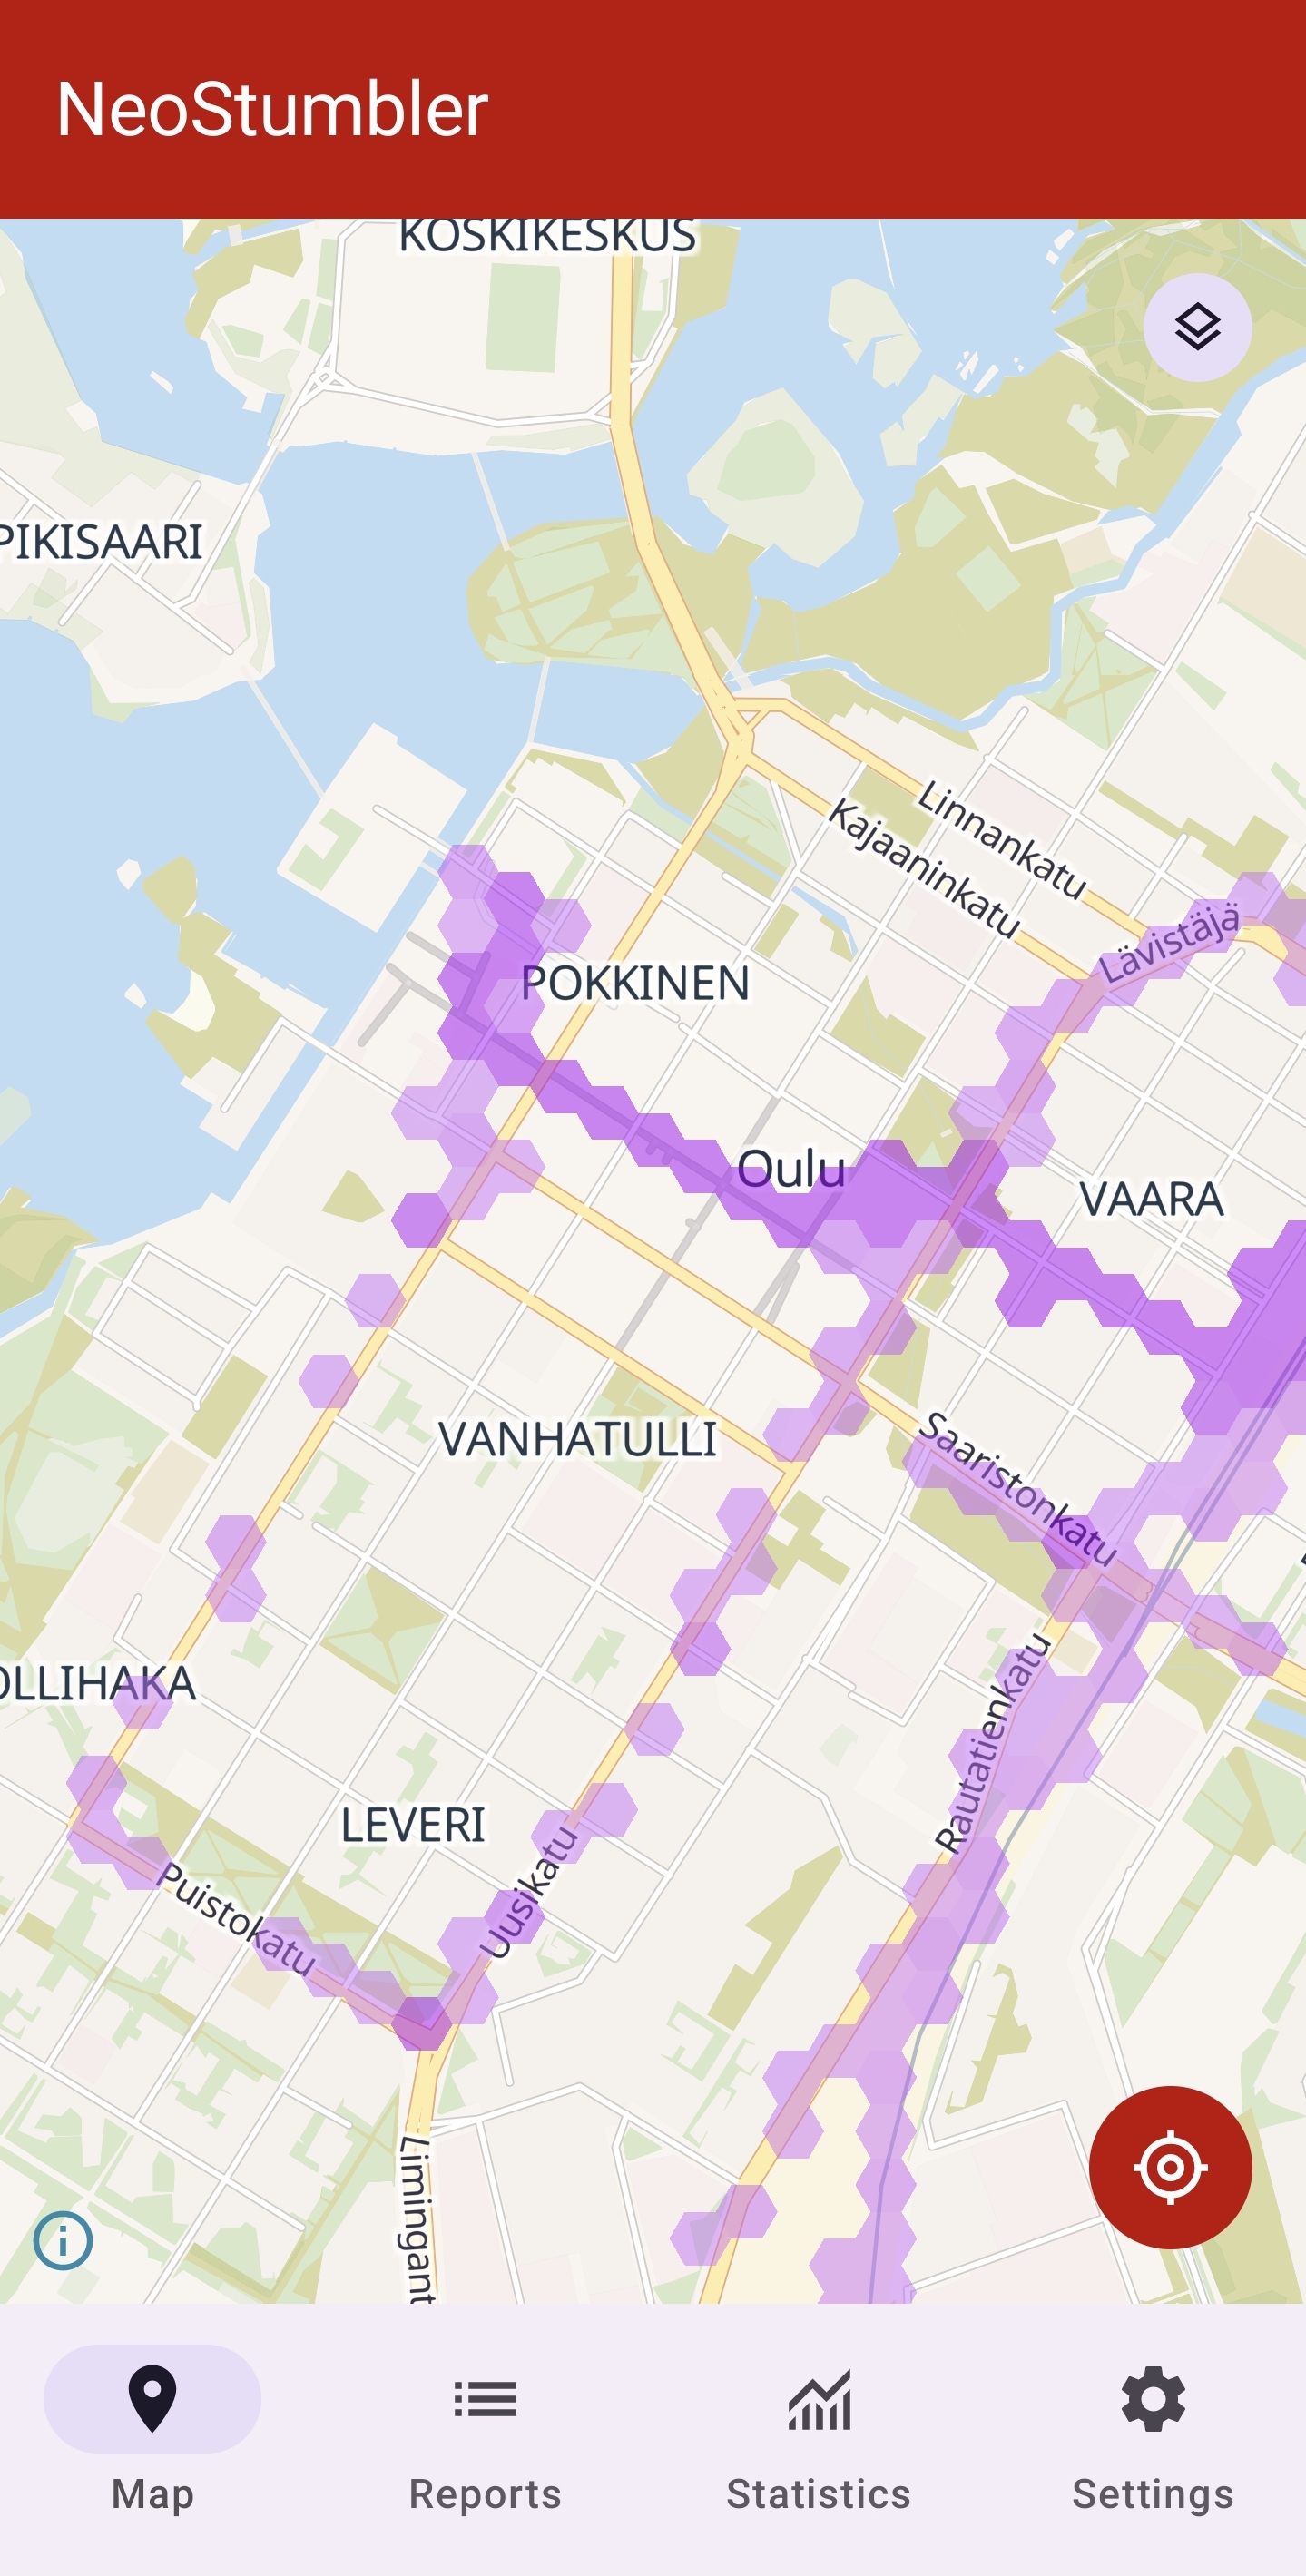 NeoStumbler
KOSKIKESKUS
PIKISAARI
Linnankatu
Kajaaninkatu
Lävistäjä
POKKINEN
Oulu
VAARA
VANHATULLI
Saaristonkatu
OLLIHAKA
Rautatienkatu
LEVERI
Uusikatu
Puistokatu
Limingant
Map
Reports
Statistics
Settings